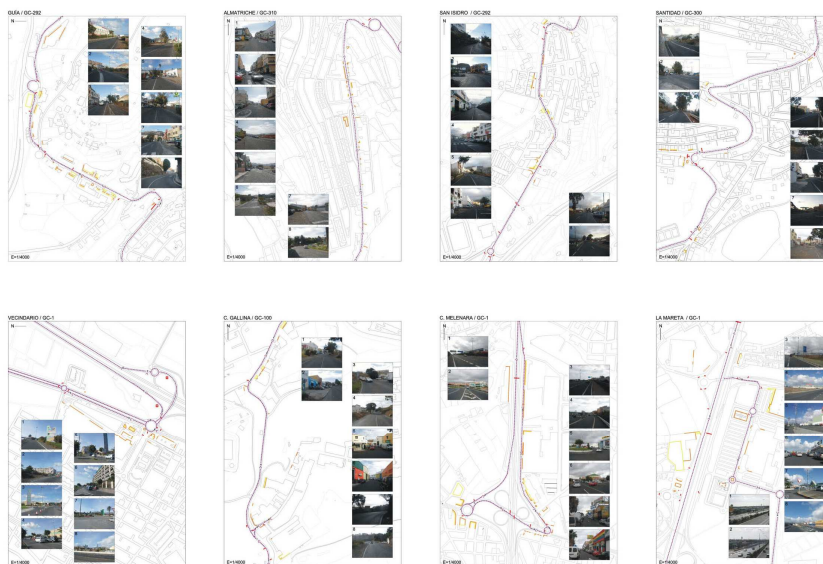 GUÍA / GC-292
ALMATRICHE / GC-310
SAN ISIDRO / GC-292
SANTIDAD / GC-300
N
N
N
N
E=1/4000
E=1/4000
E=1/4000
E=1/4000
VECINDARIO / GC-1
C. GALLINA / GC-100
C. MELENARA / GC-1
LA MARETA / GC-1
N
N
N
N
E=1/4000
E=1/4000
E=1/4000
E=1/4000